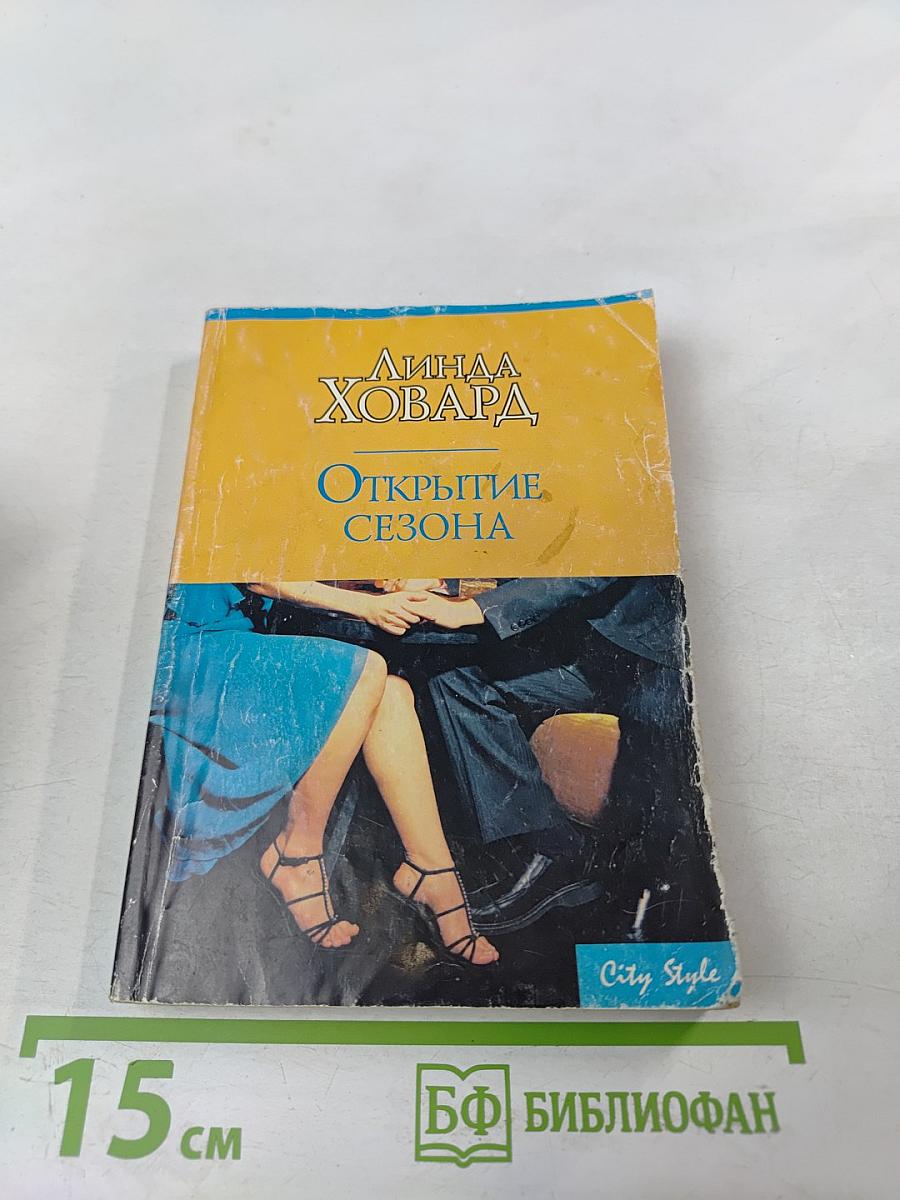 ЛИНДА
ХОВАРД
ОТКРЫТИЕ
СЕЗОНА
City Style
15 см
БФ БИБЛИОФАН